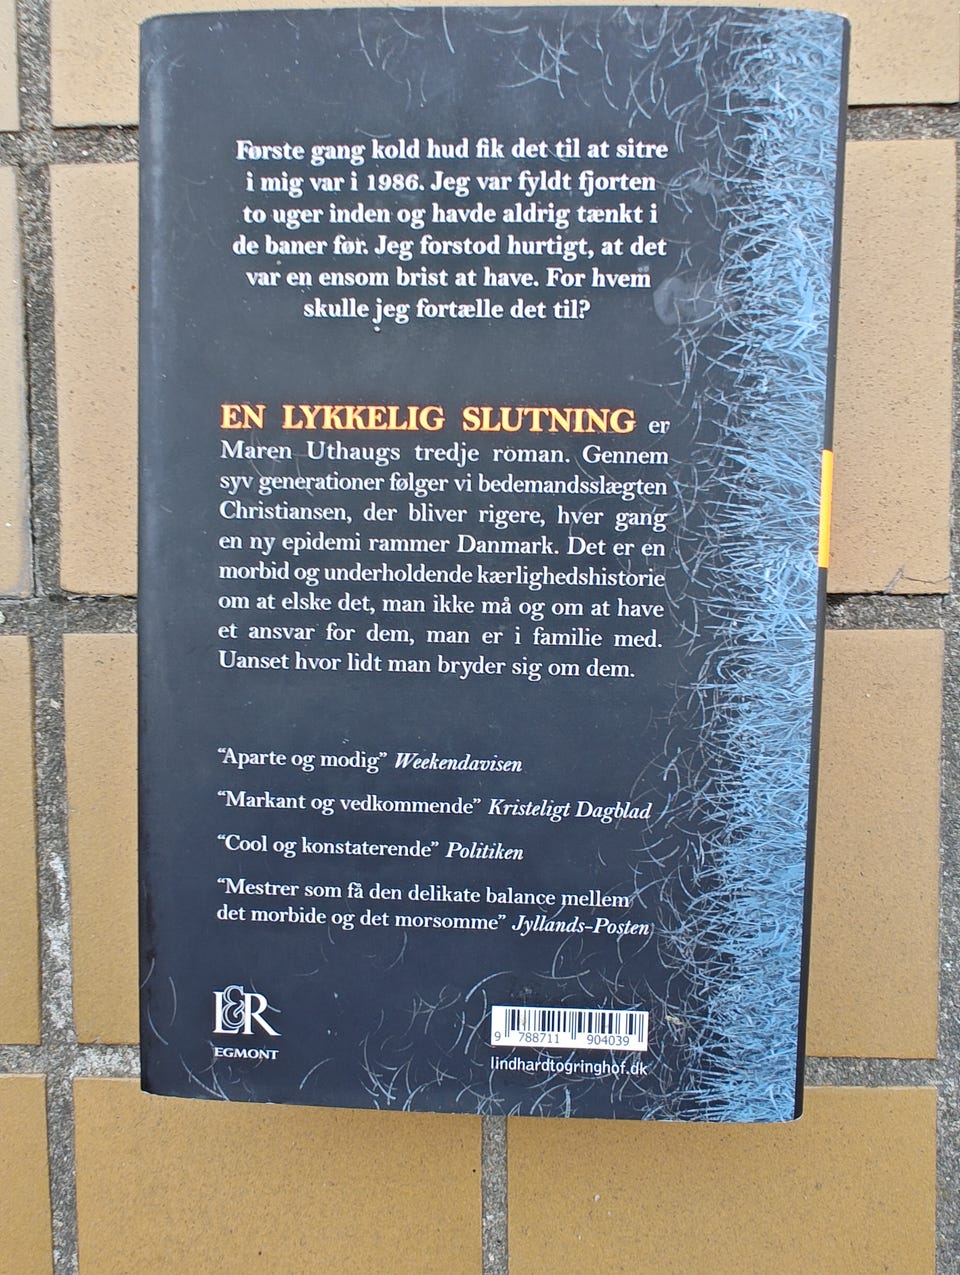 Første gang kold hud fik det til at sitre
i mig var i 1986. Jeg var fyldt fjorten
to uger inden og havde aldrig tænkt i
de baner før. Jeg forstod hurtigt, at det
var en ensom brist at have. For hvem
skulle jeg fortælle det til?
EN LYKKELIG SLUTNING er
Maren Uthaugs tredje roman. Gennem
syv generationer følger vi bedemandsslægten
Christiansen, der bliver rigere, hver gang
en ny epidemi rammer Danmark. Det er en
morbid og underholdende kærlighedshistorie
om at elske det, man ikke må og om at have
et ansvar for dem, man er i familie med.
Uanset hvor lidt man bryder sig om dem.
“Aparte og modig” Weekendavisen
“Markant og vedkommende” Kristeligt Dagblad
“Cool og konstaterende” Politiken
“Mestrer som få den delikate balance mellem
det morbide og det morsomme” Jyllands-Posten
L&R
EGMONT
9 788711 904039
lindhardtogringhof.dk